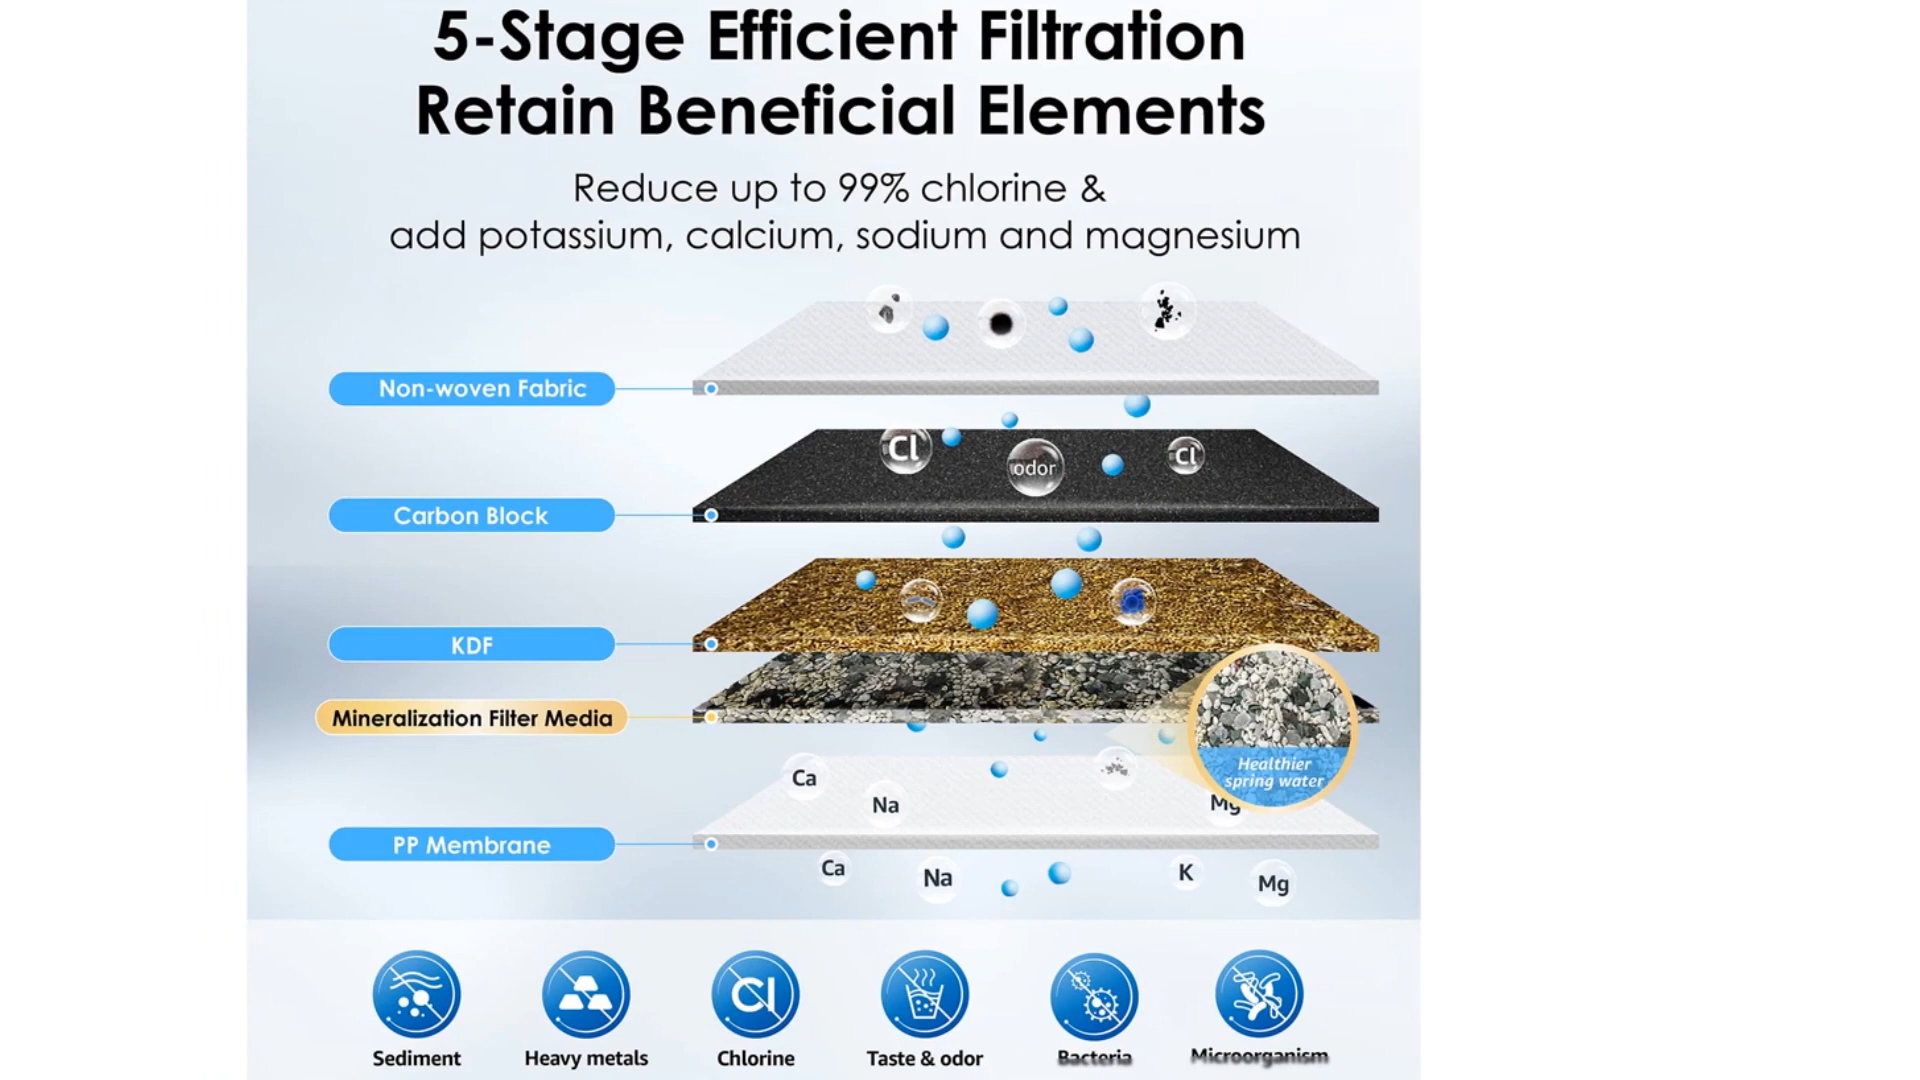 5-Stage Efficient Filtration
Retain Beneficial Elements
Reduce up to 99% chlorine &
add potassium, calcium, sodium and magnesium
Non-woven Fabric
Cl
odor
Cl
Carbon Block
KDF
Mineralization Filter Media
Healthier
spring water
Ca
Na
Mg
PP Membrane
Ca
Na
K
Mg
Cl
Sediment
Heavy metals
Chlorine
Taste & odor
Bacteria
Microorganism